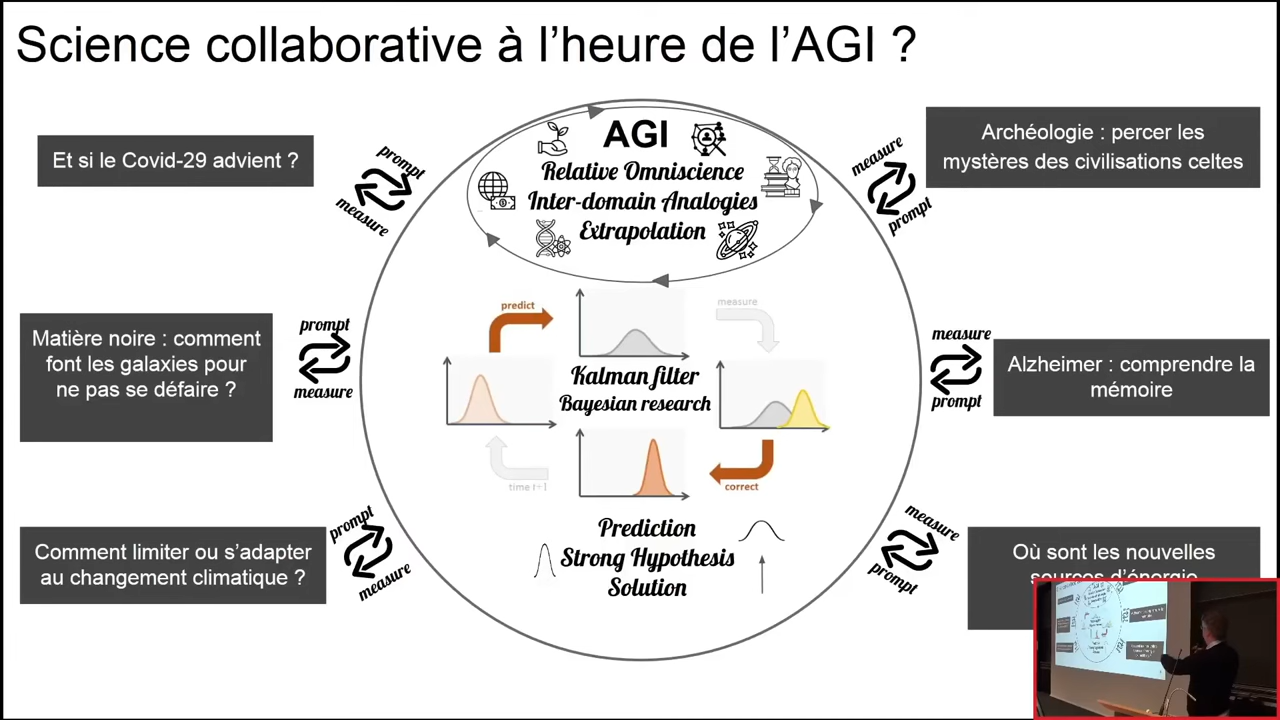 Science collaborative à l'heure de l'AGI ?
Et si le Covid-29 advient ?
prompt
measure
Matière noire : comment
font les galaxies pour
ne pas se défaire ?
prompt
measure
Comment limiter ou s'adapter
au changement climatique ?
prompt
measure
AGI
Relative Omniscience
Inter-domain Analogies
Extrapolation
predict
measure
Kalman filter
Bayesian research
time t+1
correct
Prediction
Strong Hypothesis
Solution
measure
prompt
Archéologie : percer les
mystères des civilisations celtes
measure
prompt
Alzheimer : comprendre la
mémoire
measure
prompt
Où sont les nouvelles
sources d'énergie